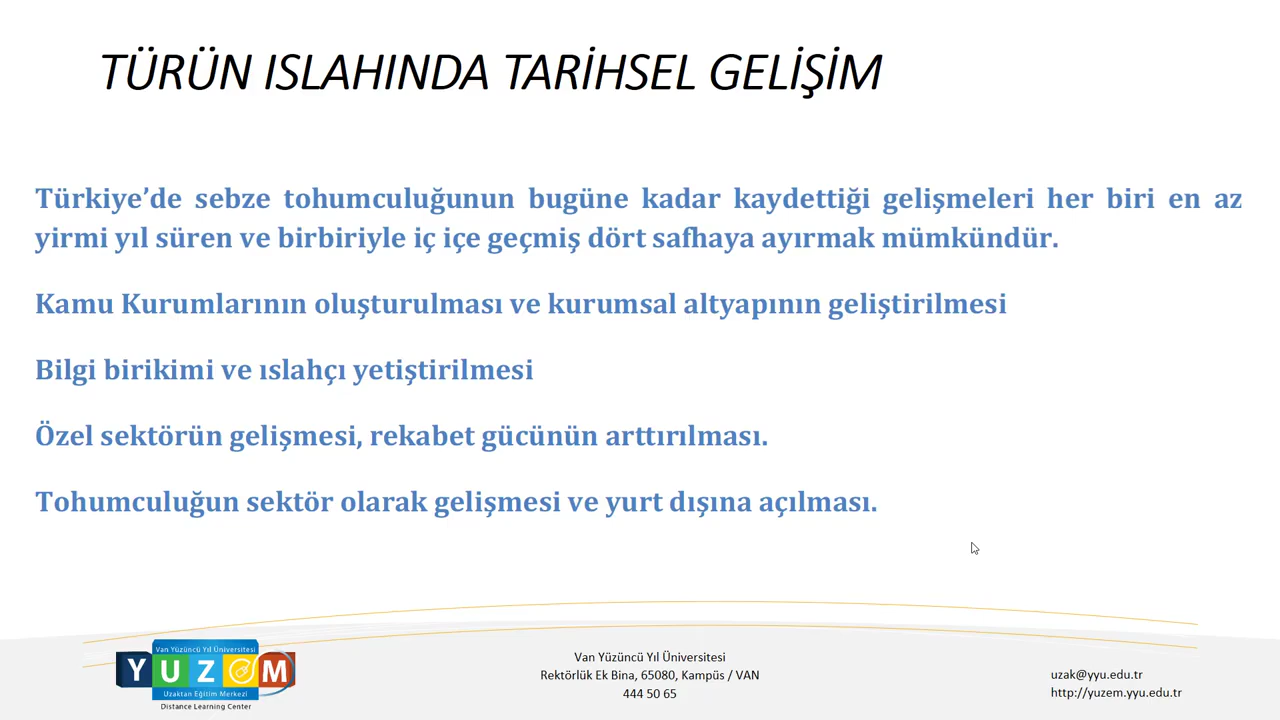 TÜRÜN ISLAHINDA TARİHSEL GELİŞİM
Türkiye’de sebze tohumculuğunun bugüne kadar kaydettiği gelişmeleri her biri en az
yirmi yıl süren ve birbiriyle iç içe geçmiş dört safhaya ayırmak mümkündür.
Kamu Kurumlarının oluşturulması ve kurumsal altyapının geliştirilmesi
Bilgi birikimi ve ıslahçı yetiştirilmesi
Özel sektörün gelişmesi, rekabet gücünün arttırılması.
Tohumculuğun sektör olarak gelişmesi ve yurt dışına açılması.
Van Yüzüncü Yıl Üniversitesi
YUZEM
Uzaktan Eğitim Merkezi
Distance Learning Center
Van Yüzüncü Yıl Üniversitesi
Rektörlük Ek Bina, 65080, Kampüs / VAN
444 50 65
uzak@yyu.edu.tr
http://yuzem.yyu.edu.tr